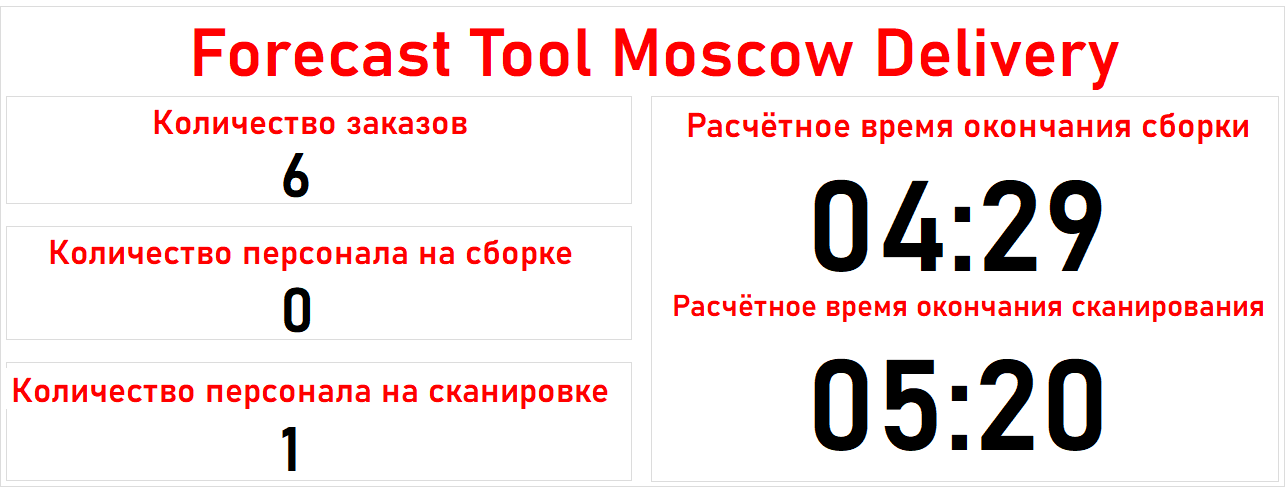 Forecast Tool Moscow Delivery
Количество заказов
6
Количество персонала на сборке
0
Количество персонала на сканировке
1
Расчётное время окончания сборки
04:29
Расчётное время окончания сканирования
05:20